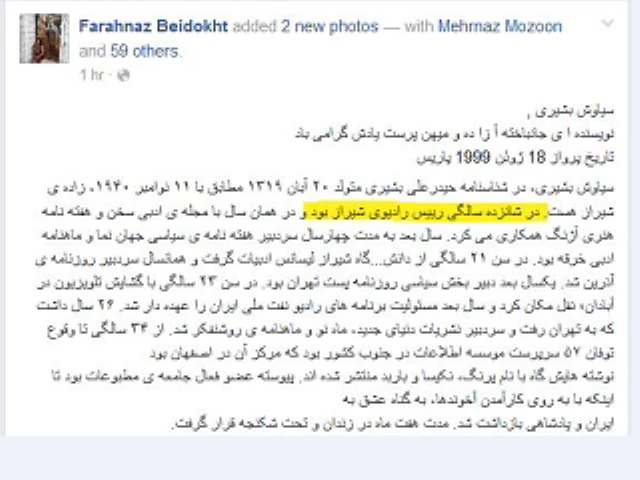 Farahnaz Beidokht added 2 new photos — with Mehrnaz Mozoon
and 59 others.
1 hr ·
سیاوش بشیری ,
نویسنده ا ی جانباخته آ زا ده و میهن پرست یادش گرامی باد
تاریخ پرواز 18 ژوئن 1999 پاریس
سیاوش بشیری، در شناسنامه حیدرعلی بشیری متولد ۲۰ آبان ۱۳۱۹ مطابق با ۱۱ نوامبر ۱۹۴۰، زاده ی
شیراز هست. در شانزده سالگی رییس رادیوی شیراز بود و در همان سال با مجله ی ادبی سخن و هفته نامه
هنری آژنگ همکاری می کرد. سال بعد به مدت چهارسال سردبیر هفته نامه ی سیاسی جهان نما و ماهنامه
ادبی خرقه بود. در سن ۲۱ سالگی از دانش...گاه شیراز لیسانس ادبیات گرفت و همانسال سردبیر روزنامه ی
آذرین شد. یکسال بعد دبیر بخش سیاسی روزنامه پست تهران بود. در سن ۲۳ سالگی با گشایش تلویزیون در
آبادان، نقل مکان کرد و سال بعد مسئولیت برنامه های رادیو نفت ملی ایران را عهده دار شد. ۲۶ سال داشت
که به تهران رفت و سردبیر نشریات دنیای جدید، ماه نو و ماهنامه ی روشنفکر شد. از ۳۴ سالگی تا وقوع
توفان ۵۷ سرپرست موسسه اطلاعات در جنوب کشور بود که مرکز آن در اصفهان بود
نوشته هایش گاه با نام پرنگ، نکیسا و باربد منتشر شده اند. پیوسته عضو فعال جامعه ی مطبوعات بود تا
اینکه با به روی کارآمدن آخوندها، به گناه عشق به
ایران و پادشاهی بازداشت شد. مدت هفت ماه در زندان و تحت شکنجه قرار گرفت.